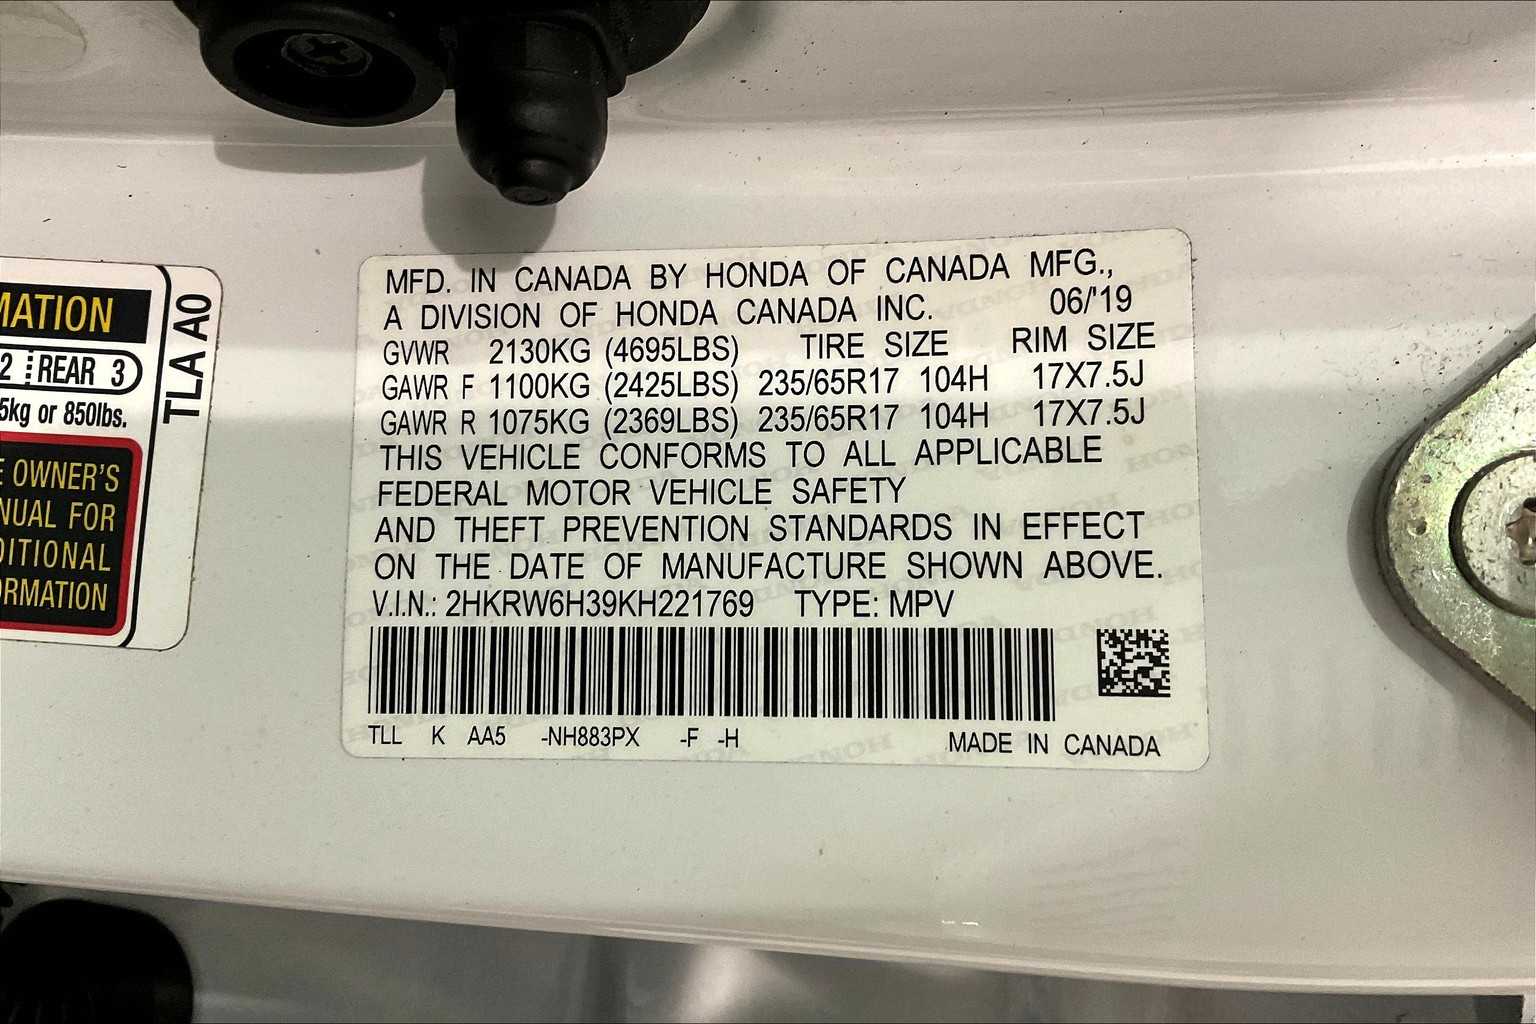 MFD. IN CANADA BY HONDA OF CANADA MFG.,
A DIVISION OF HONDA CANADA INC. 06/'19
GVWR 2130KG (4695LBS) TIRE SIZE RIM SIZE
GAWR F 1100KG (2425LBS) 235/65R17 104H 17X7.5J
GAWR R 1075KG (2369LBS) 235/65R17 104H 17X7.5J
THIS VEHICLE CONFORMS TO ALL APPLICABLE
FEDERAL MOTOR VEHICLE SAFETY
AND THEFT PREVENTION STANDARDS IN EFFECT
ON THE DATE OF MANUFACTURE SHOWN ABOVE.
V.I.N.: 2HKRW6H39KH221769 TYPE: MPV
TLL K AA5 -NH883PX -F -H MADE IN CANADA
MATION
2 REAR 3
5kg or 850lbs.
E OWNER'S
NUAL FOR
DITIONAL
ORMATION
TLA A0